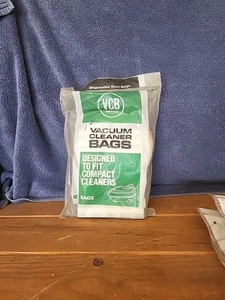 Disposable Dust Bags
VCB
VACUUM
CLEANER
BAGS
DESIGNED
TO FIT
COMPACT
CLEANERS
BAGS